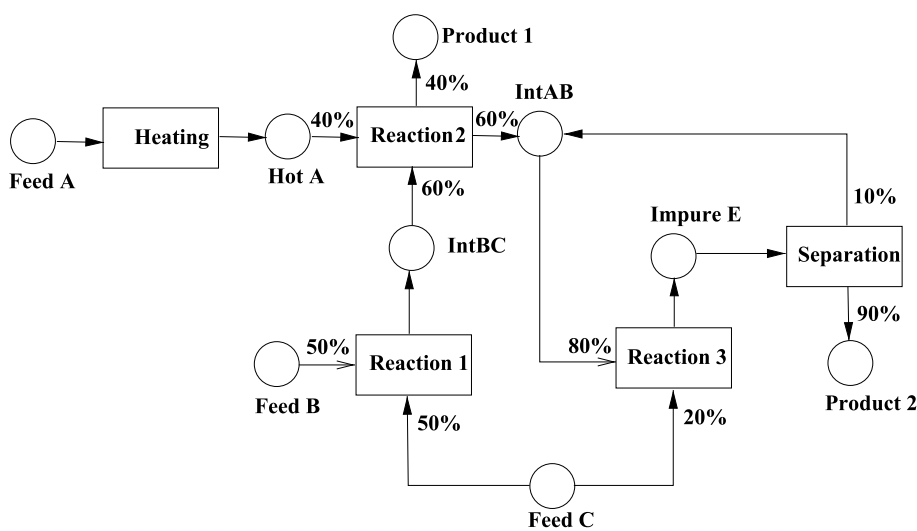 Product 1
40%
IntAB
40%
60%
Heating
Reaction2
Feed A
Hot A
60%
10%
Impure E
IntBC
Separation
50%
90%
80%
Reaction 1
Reaction 3
Feed B
Product 2
50%
20%
Feed C